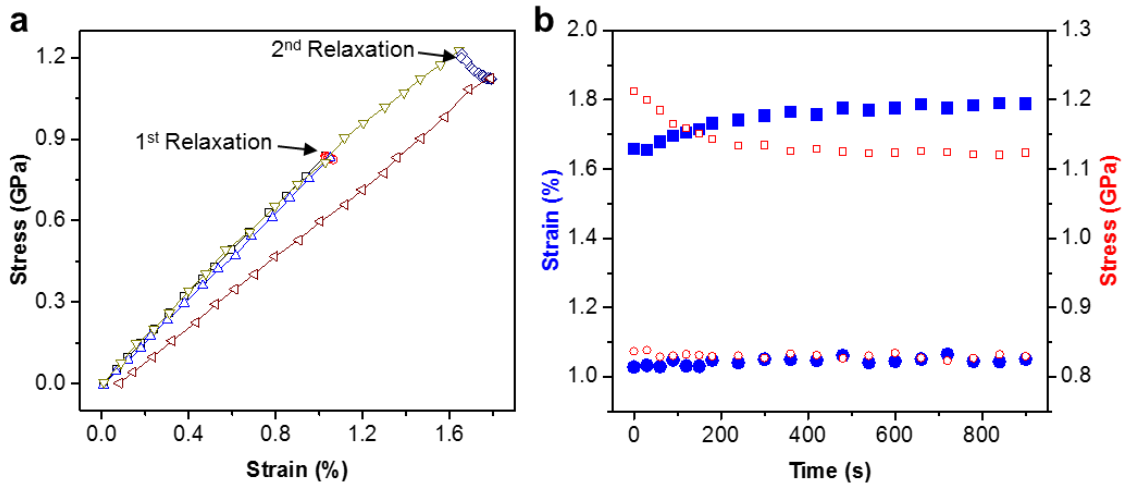 a
1.2
0.9
0.6
0.3
0.0
0.0 0.4 0.8 1.2 1.6
Stress (GPa)
Strain (%)
2nd Relaxation
1st Relaxation
b
2.0
1.8
1.6
1.4
1.2
1.0
0 200 400 600 800
1.3
1.2
1.1
1.0
0.9
0.8
Strain (%)
Time (s)
Stress (GPa)